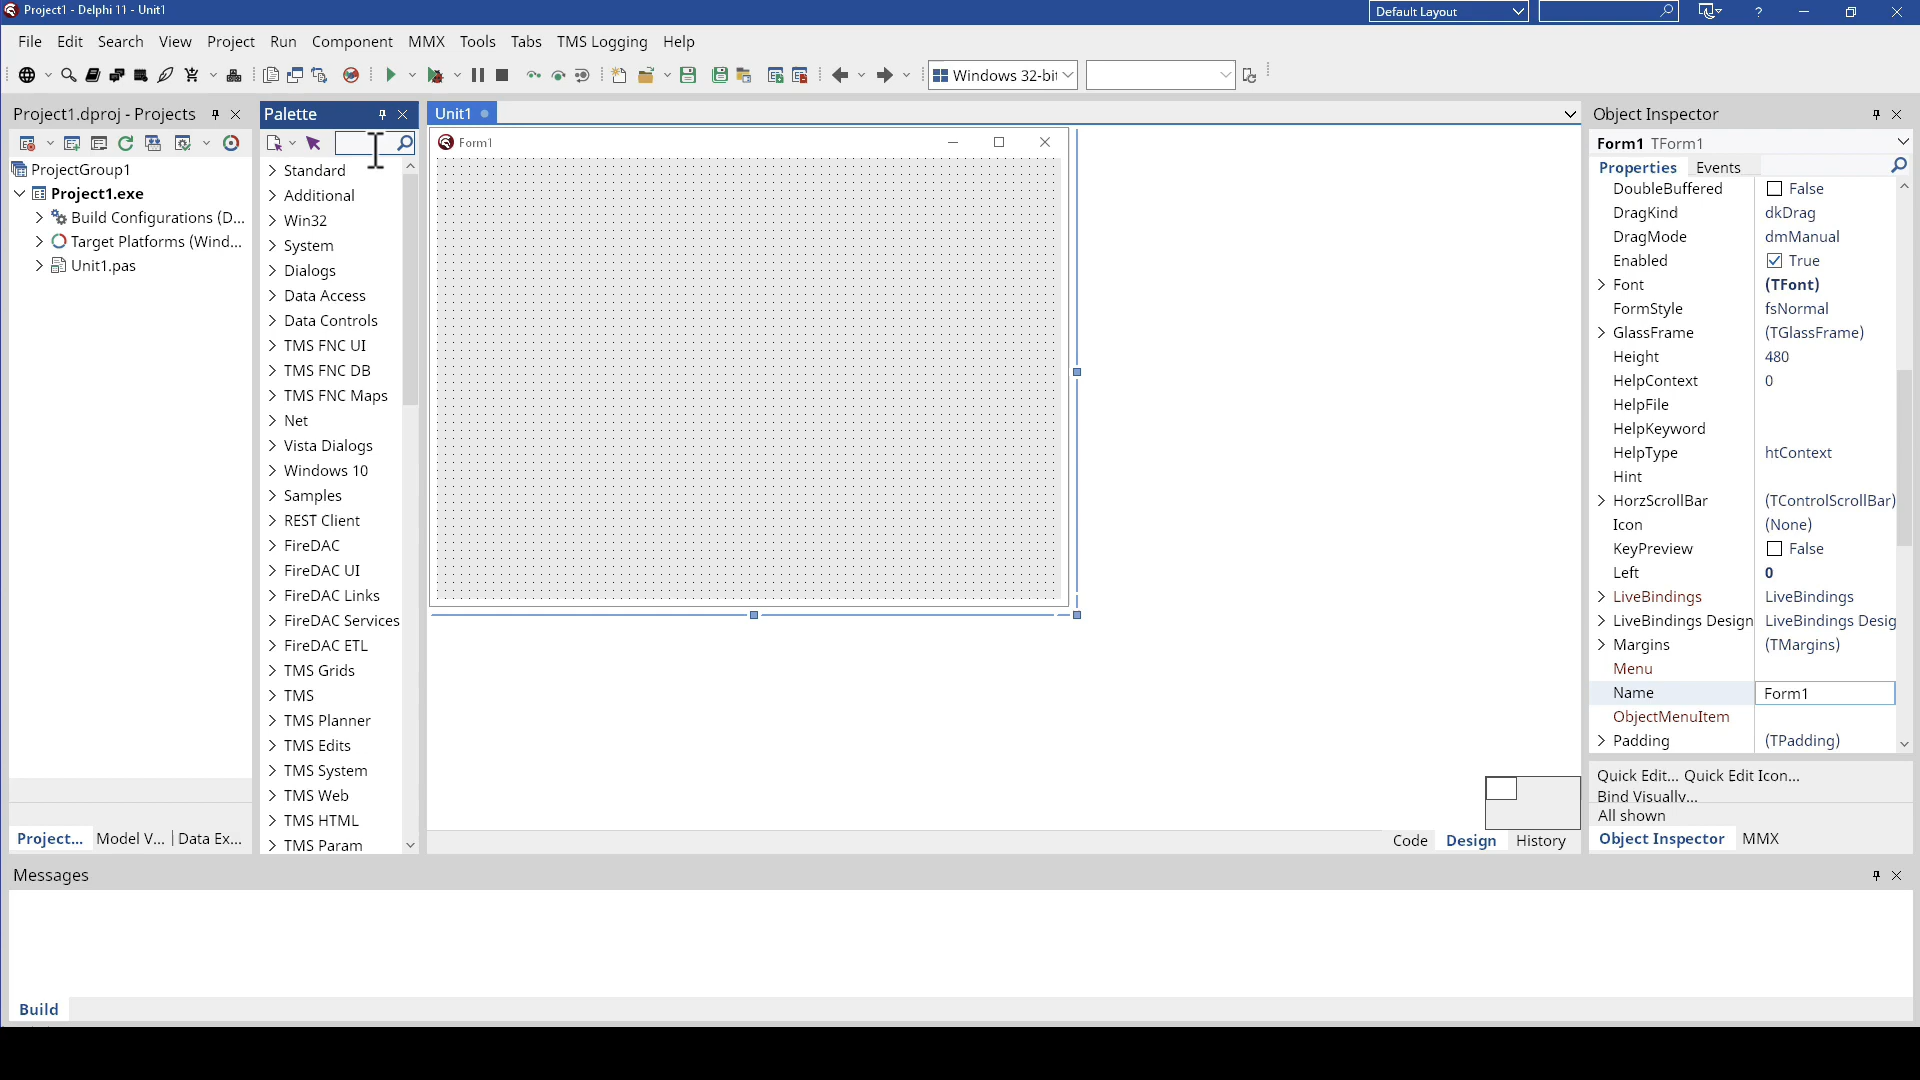 Project1 - Delphi 11 - Unit1
Default Layout
?
File Edit Search View Project Run Component MMX Tools Tabs TMS Logging Help
Windows 32-bit
Project1.dproj - Projects
ProjectGroup1
Project1.exe
Build Configurations (D...
Target Platforms (Wind...
Unit1.pas
Project... Model V... Data Ex...
Palette
Standard
Additional
Win32
System
Dialogs
Data Access
Data Controls
TMS FNC UI
TMS FNC DB
TMS FNC Maps
Net
Vista Dialogs
Windows 10
Samples
REST Client
FireDAC
FireDAC UI
FireDAC Links
FireDAC Services
FireDAC ETL
TMS Grids
TMS
TMS Planner
TMS Edits
TMS System
TMS Web
TMS HTML
TMS Param
Unit1
Form1
Code Design History
Object Inspector
Form1 TForm1
Properties Events
DoubleBuffered False
DragKind dkDrag
DragMode dmManual
Enabled True
Font (TFont)
FormStyle fsNormal
GlassFrame (TGlassFrame)
Height 480
HelpContext 0
HelpFile
HelpKeyword
HelpType htContext
Hint
HorzScrollBar (TControlScrollBar)
Icon (None)
KeyPreview False
Left 0
LiveBindings LiveBindings
LiveBindings Design LiveBindings Desig
Margins (TMargins)
Menu
Name Form1
ObjectMenuItem
Padding (TPadding)
Quick Edit... Quick Edit Icon...
Bind Visually...
All shown
Object Inspector MMX
Messages
Build